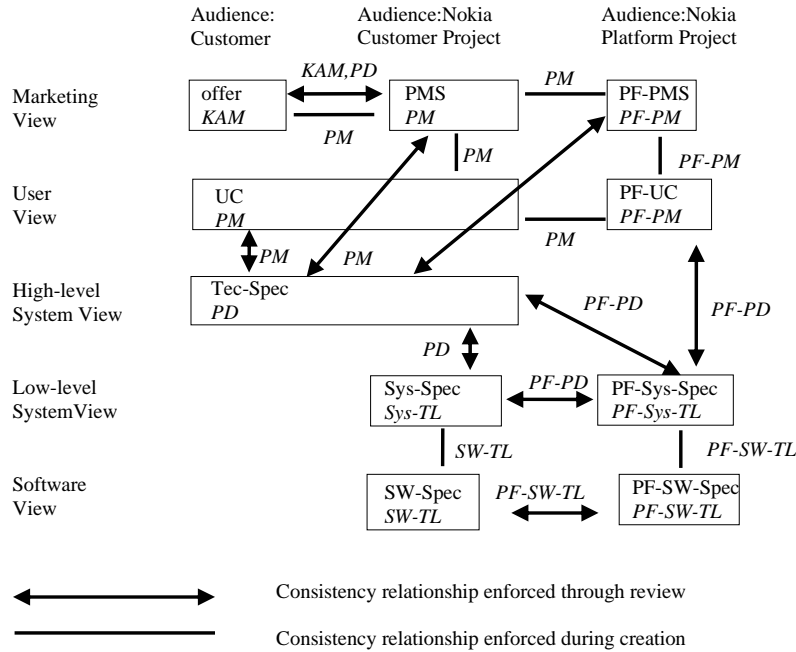 Audience:
Customer
Audience:Nokia
Customer Project
Audience:Nokia
Platform Project
Marketing
View
offer
KAM
KAM,PD
PM
PMS
PM
PM
PF-PMS
PF-PM
PM
PF-PM
User
View
UC
PM
PM
PF-UC
PF-PM
PM
PM
High-level
System View
Tec-Spec
PD
PF-PD
PF-PD
PD
Low-level
SystemView
Sys-Spec
Sys-TL
PF-PD
PF-Sys-Spec
PF-Sys-TL
SW-TL
PF-SW-TL
Software
View
SW-Spec
SW-TL
PF-SW-TL
PF-SW-Spec
PF-SW-TL
Consistency relationship enforced through review
Consistency relationship enforced during creation